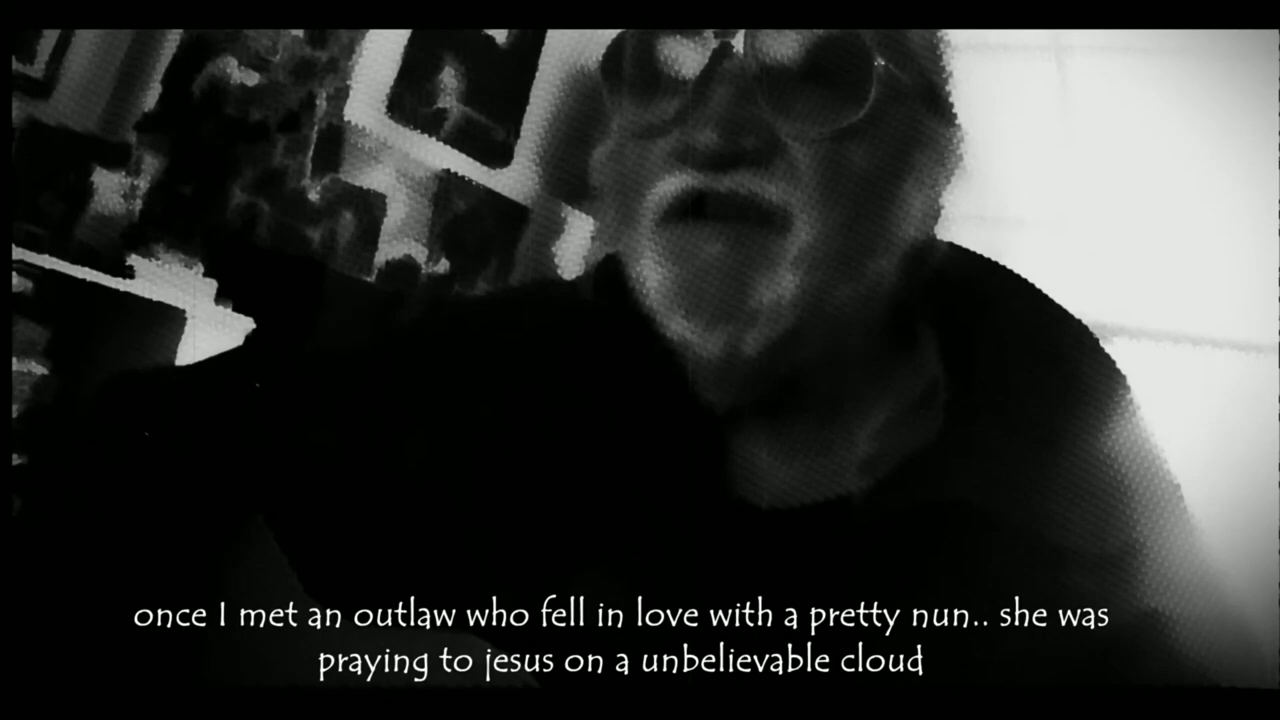 once I met an outlaw who fell in love with a pretty nun.. she was
praying to jesus on a unbelievable cloud